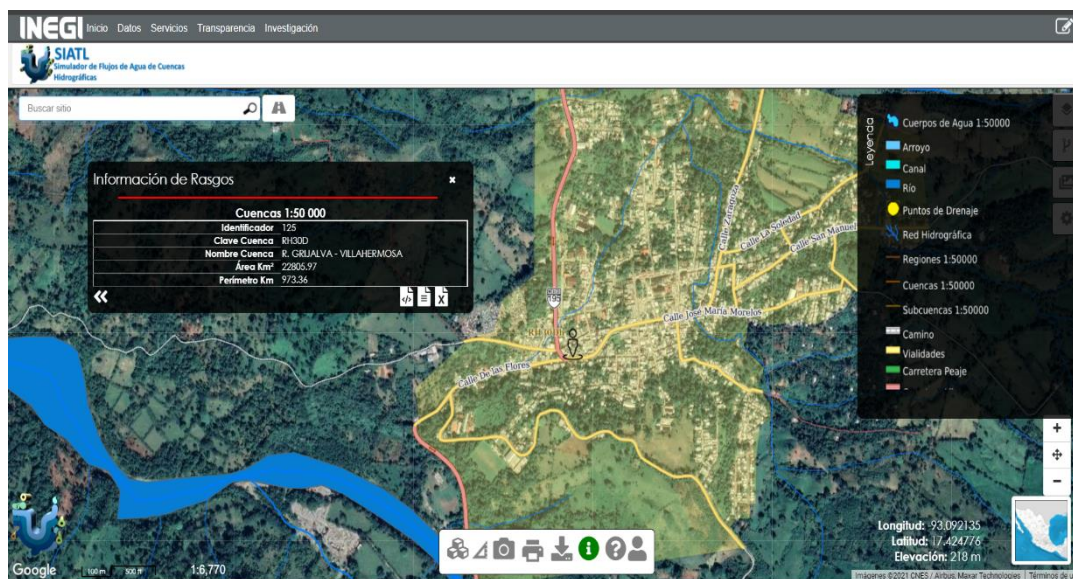 INEGI Inicio Datos Servicios Transparencia Investigación
SIATL
Simulador de Flujos de Agua de Cuencas
Hidrográficas
Buscar sitio
Información de Rasgos
Cuencas 1:50 000
Identificador 125
Clave Cuenca RH30D
Nombre Cuenca R. GRIJALVA - VILLAHERMOSA
Área Km² 22805.97
Perímetro Km 973.36
Leyenda
Cuerpos de Agua 1:50000
Arroyo
Canal
Río
Puntos de Drenaje
Red Hidrográfica
Regiones 1:50000
Cuencas 1:50000
Subcuencas 1:50000
Camino
Vialidades
Carretera Peaje
Calle Zaragoza
Calle La Soledad
Calle San Manuel
195
Calle José María Morelos
Calle De las Flores
Longitud: -93.092135
Latitud: 17.424776
Elevación: 218 m
Google
100 m
500 ft
1:6,770
Imágenes ©2021 CNES / Airbus, Maxar Technologies
Términos de